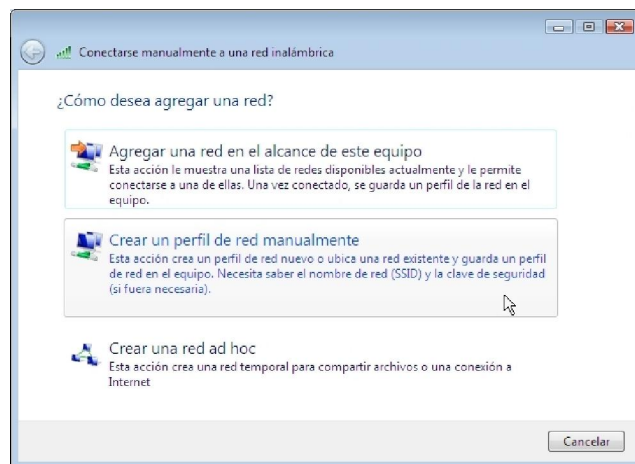 Conectarse manualmente a una red inalámbrica
¿Cómo desea agregar una red?
Agregar una red en el alcance de este equipo
Esta acción le muestra una lista de redes disponibles actualmente y le permite
conectarse a una de ellas. Una vez conectado, se guarda un perfil de la red en el
equipo.
Crear un perfil de red manualmente
Esta acción crea un perfil de red nuevo o ubica una red existente y guarda un perfil
de red en el equipo. Necesita saber el nombre de red (SSID) y la clave de seguridad
(si fuera necesaria).
Crear una red ad hoc
Esta acción crea una red temporal para compartir archivos o una conexión a
Internet
Cancelar